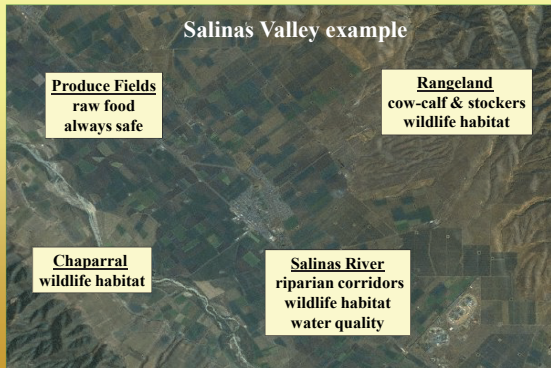 Salinas Valley example
Produce Fields
raw food
always safe
Rangeland
cow-calf & stockers
wildlife habitat
Chaparral
wildlife habitat
Salinas River
riparian corridors
wildlife habitat
water quality